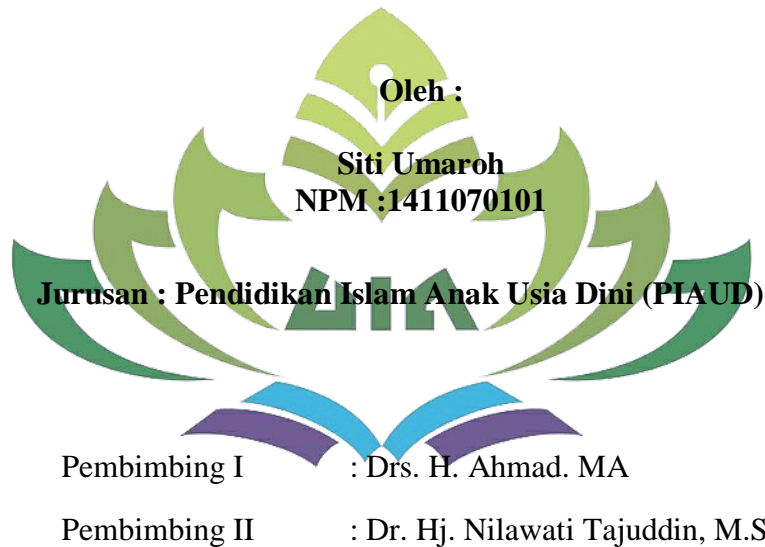 Oleh :
Siti Umaroh
NPM :1411070101
Jurusan : Pendidikan Islam Anak Usia Dini (PIAUD)
UIN
Pembimbing I : Drs. H. Ahmad. MA
Pembimbing II : Dr. Hj. Nilawati Tajuddin, M.S